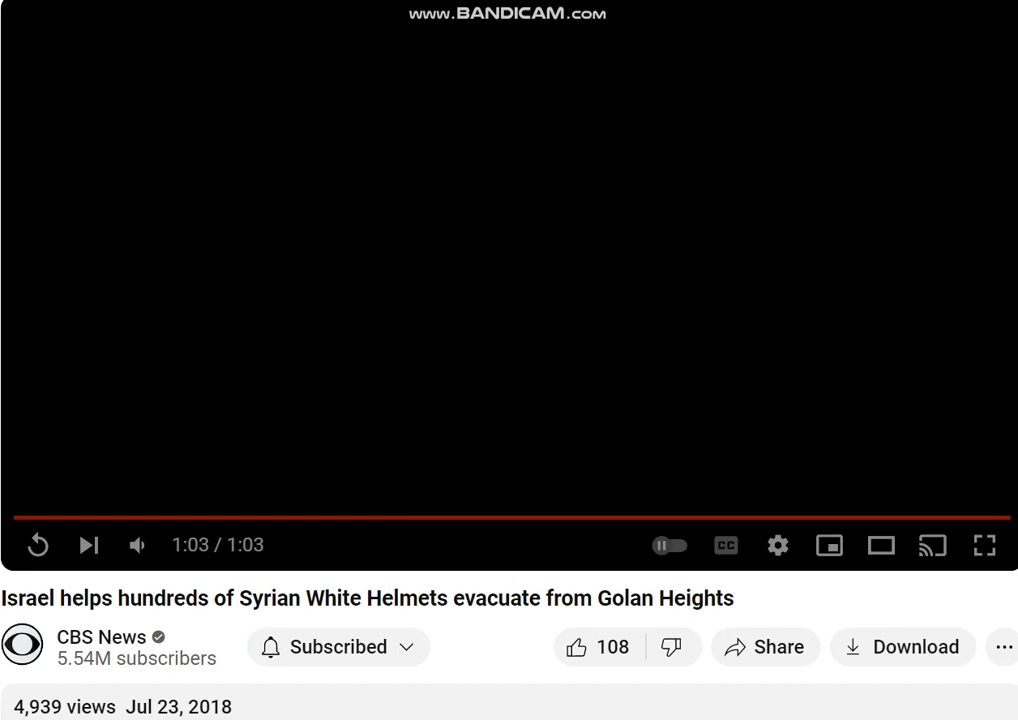 www.BANDICAM.com
1:03 / 1:03
CC
Israel helps hundreds of Syrian White Helmets evacuate from Golan Heights
CBS News
5.54M subscribers
Subscribed
108
Share
Download
4,939 views Jul 23, 2018